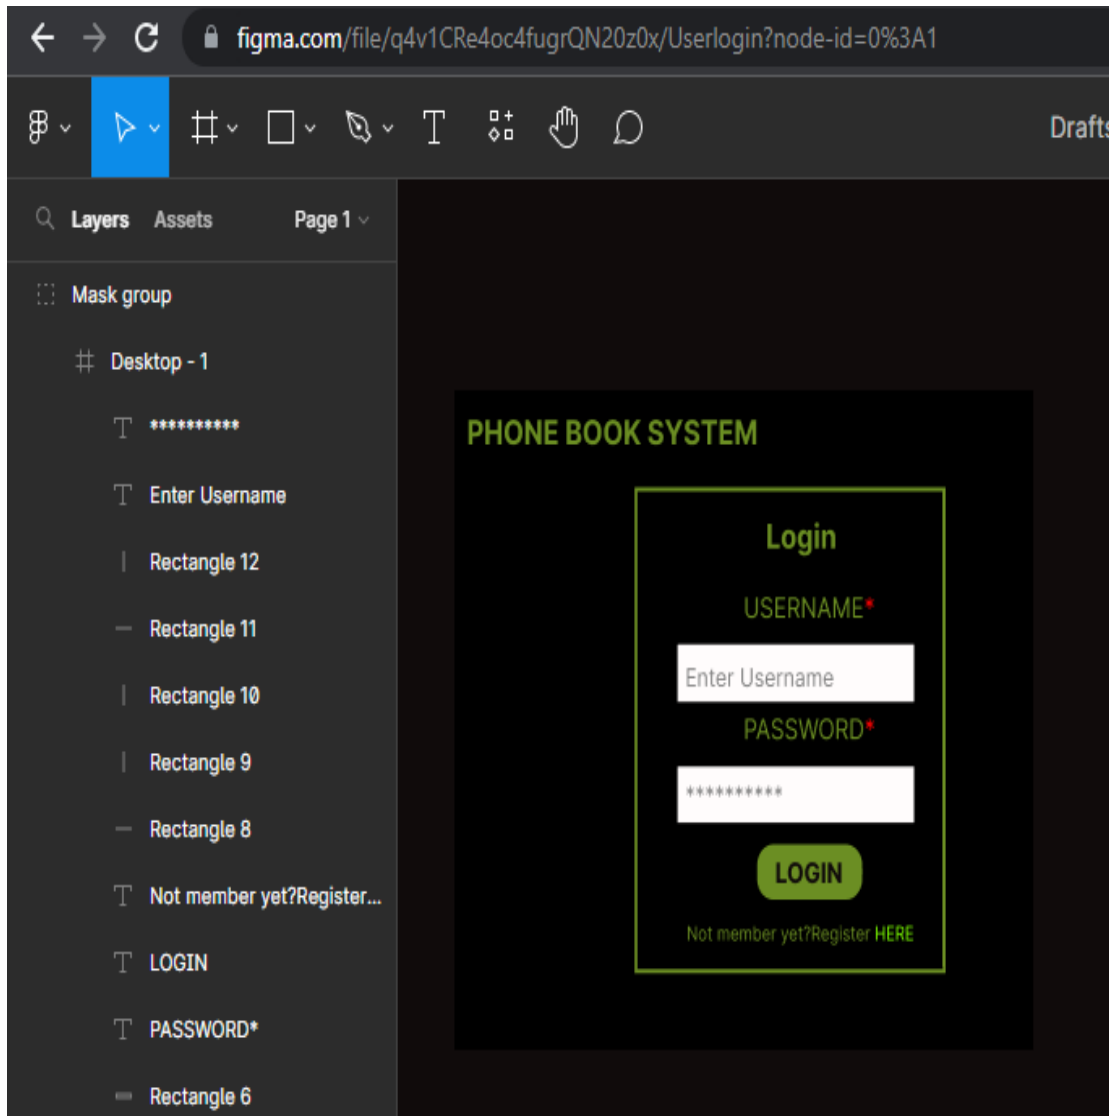 figma.com/file/q4v1CRe4oc4fugrQN20z0x/Userlogin?node-id=0%3A1
Drafts
Layers Assets Page 1
Mask group
Desktop - 1
**********
Enter Username
Rectangle 12
Rectangle 11
Rectangle 10
Rectangle 9
Rectangle 8
Not member yet?Register...
LOGIN
PASSWORD*
Rectangle 6
PHONE BOOK SYSTEM
Login
USERNAME*
Enter Username
PASSWORD*
**********
LOGIN
Not member yet?Register HERE